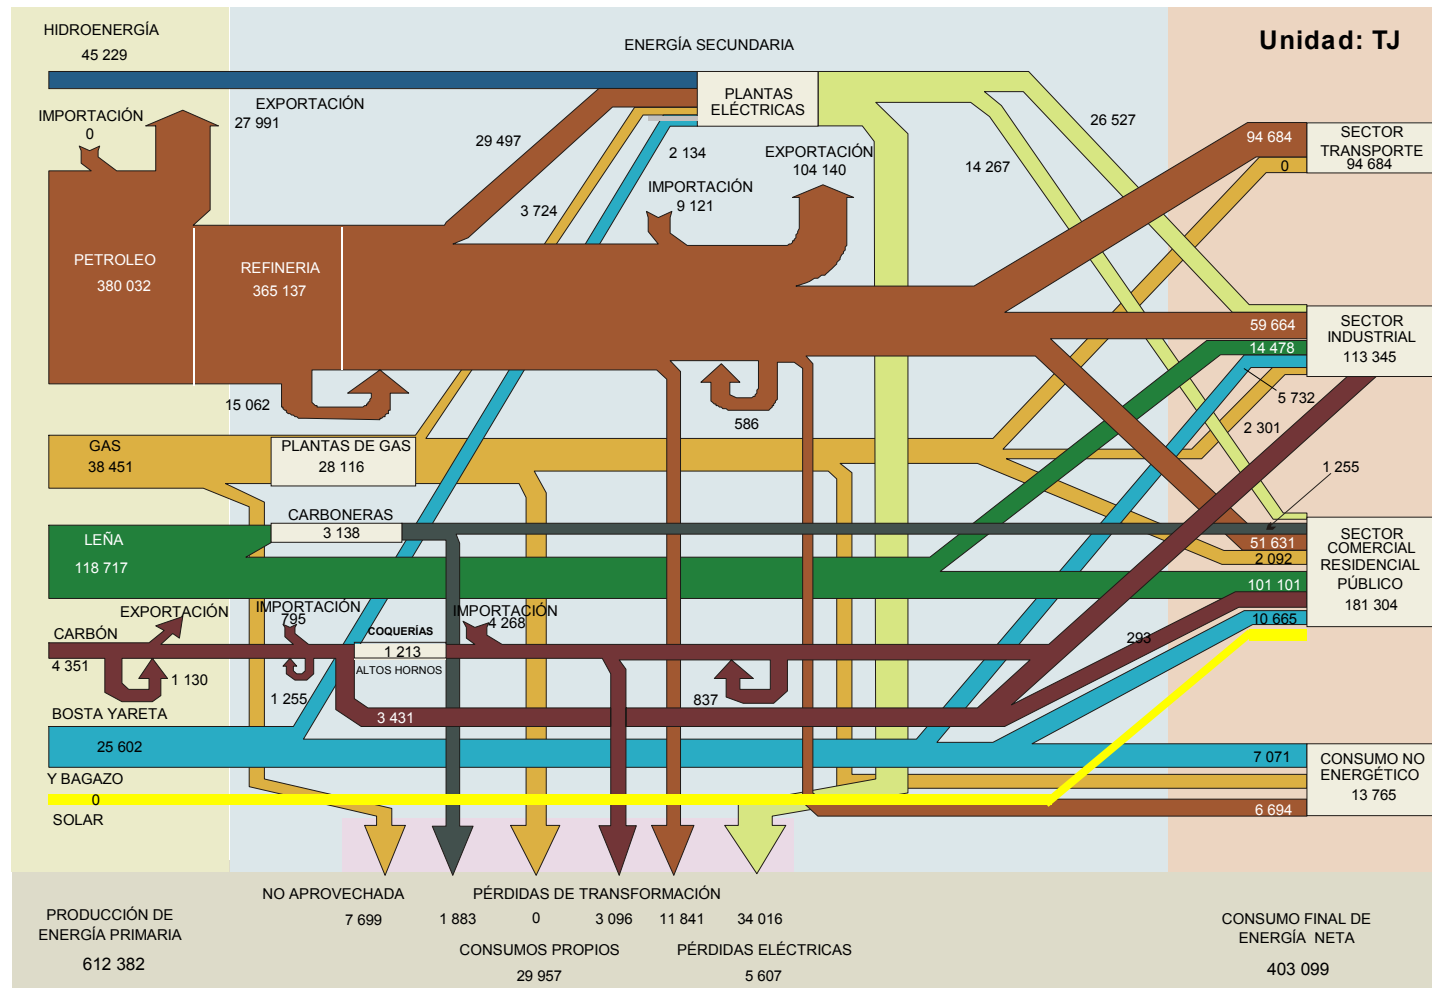 HIDROENERGÍA
45 229
ENERGÍA SECUNDARIA
Unidad: TJ
IMPORTACIÓN
0
EXPORTACIÓN
27 991
PLANTAS
ELÉCTRICAS
29 497
2 134
3 724
EXPORTACIÓN
104 140
IMPORTACIÓN
9 121
26 527
14 267
94 684
0
SECTOR
TRANSPORTE
94 684
PETROLEO
380 032
REFINERIA
365 137
59 664
14 478
SECTOR
INDUSTRIAL
113 345
15 062
586
5 732
2 301
1 255
GAS
38 451
PLANTAS DE GAS
28 116
CARBONERAS
3 138
LEÑA
118 717
51 631
2 092
101 101
10 665
SECTOR
COMERCIAL
RESIDENCIAL
PÚBLICO
181 304
EXPORTACIÓN
IMPORTACIÓN
795
IMPORTACIÓN
4 268
CARBÓN
4 351
1 130
1 255
COQUERÍAS
1 213
ALTOS HORNOS
3 431
837
293
BOSTA YARETA
25 602
Y BAGAZO
0
SOLAR
7 071
6 694
CONSUMO NO
ENERGÉTICO
13 765
NO APROVECHADA
7 699
PÉRDIDAS DE TRANSFORMACIÓN
1 883
0
3 096
11 841
34 016
CONSUMOS PROPIOS
29 957
PÉRDIDAS ELÉCTRICAS
5 607
PRODUCCIÓN DE
ENERGÍA PRIMARIA
612 382
CONSUMO FINAL DE
ENERGÍA NETA
403 099